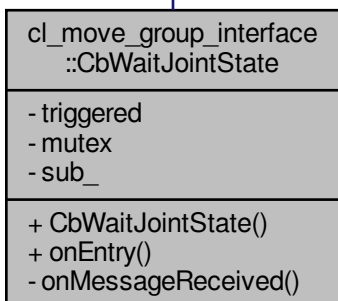 cl_move_group_interface
::CbWaitJointState
- triggered
- mutex
- sub_
+ CbWaitJointState()
+ onEntry()
- onMessageReceived()